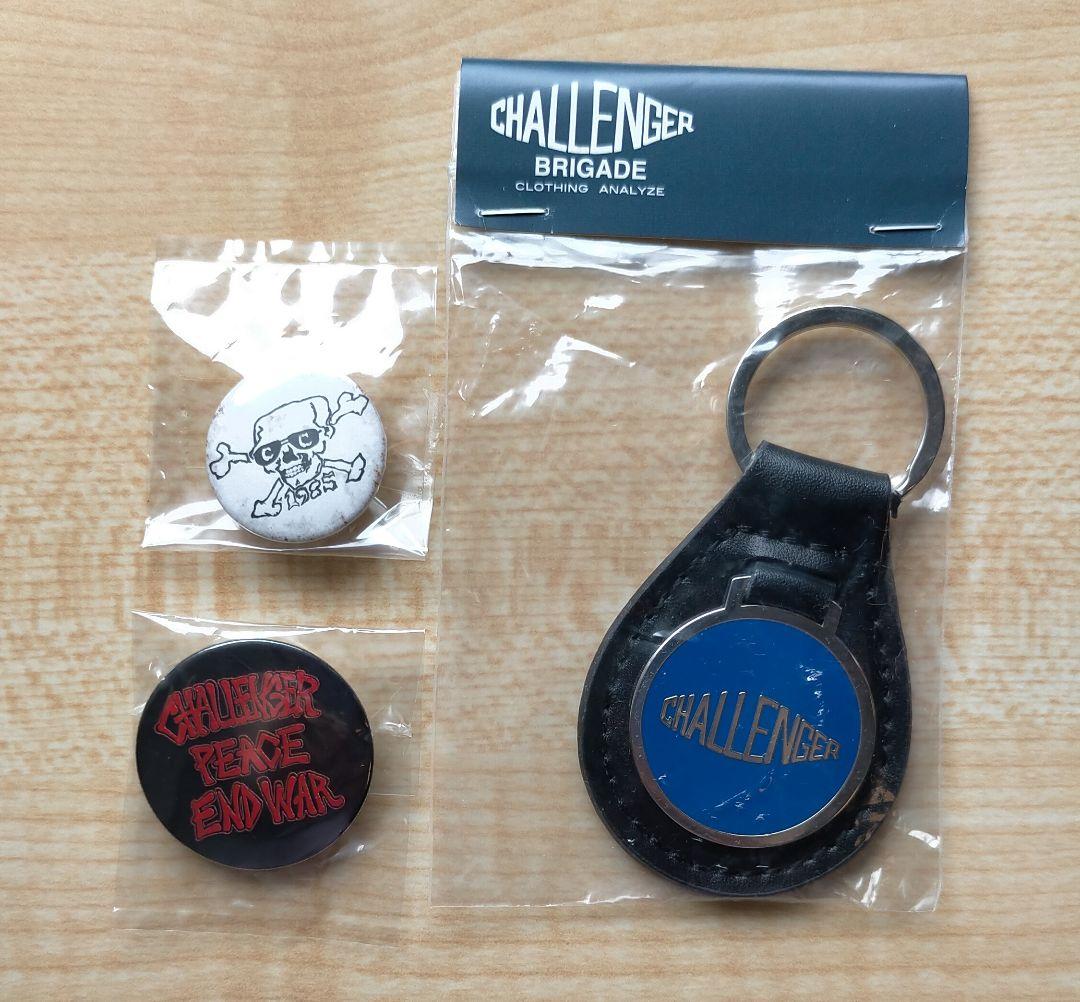 CHALLENGER
BRIGADE
CLOTHING ANALYZE
C C
1985
CHALLENGER
PEACE
END WAR
CHALLENGER